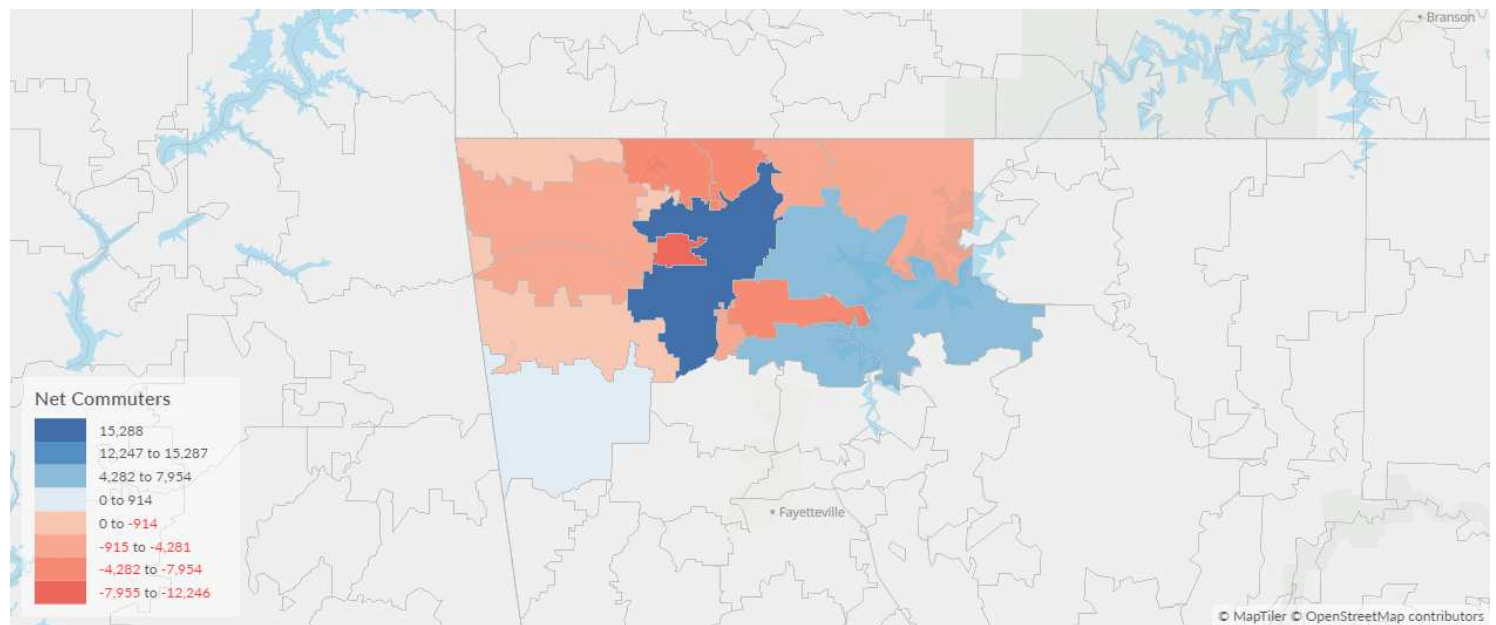 Branson
Net Commuters
15,288
12,247 to 15,287
4,282 to 7,954
0 to 914
0 to -914
-915 to -4,281
-4,282 to -7,954
-7,955 to -12,246
Fayetteville
© MapTiler © OpenStreetMap contributors